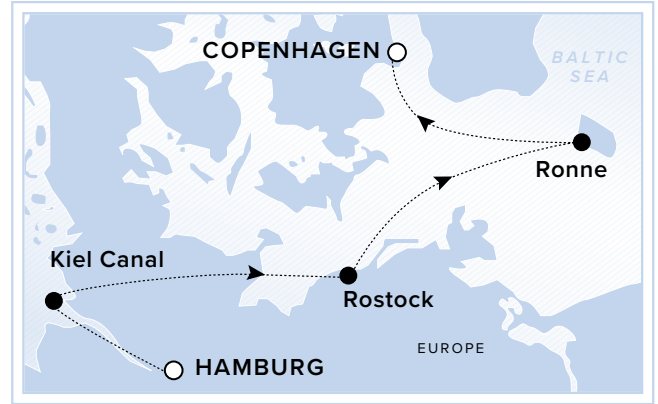 COPENHAGEN
BALTIC
SEA
Ronne
Kiel Canal
Rostock
EUROPE
HAMBURG